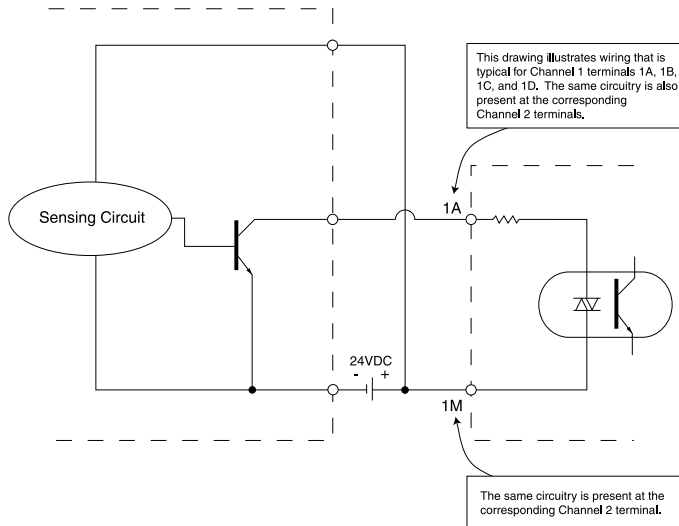 This drawing illustrates wiring that is
typical for Channel 1 terminals 1A, 1B,
1C, and 1D. The same circuitry is also
present at the corresponding
Channel 2 terminals.
Sensing Circuit
1A
24VDC
- +
1M
The same circuitry is present at the
corresponding Channel 2 terminal.